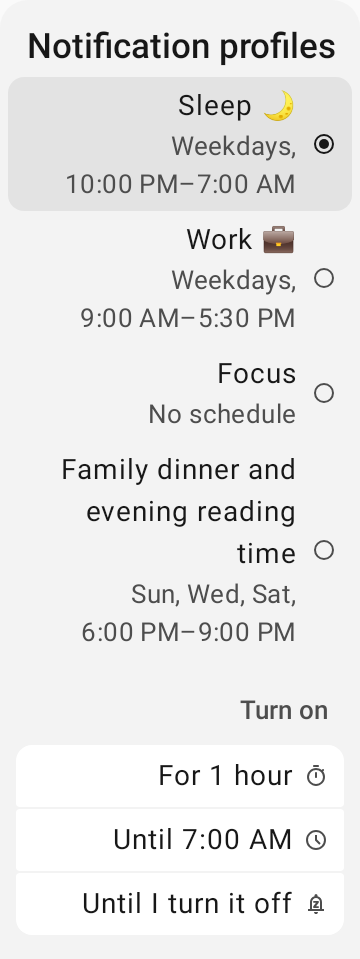 Notification profiles
Sleep 🌙
Weekdays,
10:00 PM–7:00 AM
Work 💼
Weekdays,
9:00 AM–5:30 PM
Focus
No schedule
Family dinner and
evening reading
time
Sun, Wed, Sat,
6:00 PM–9:00 PM
Turn on
For 1 hour
Until 7:00 AM
Until I turn it off